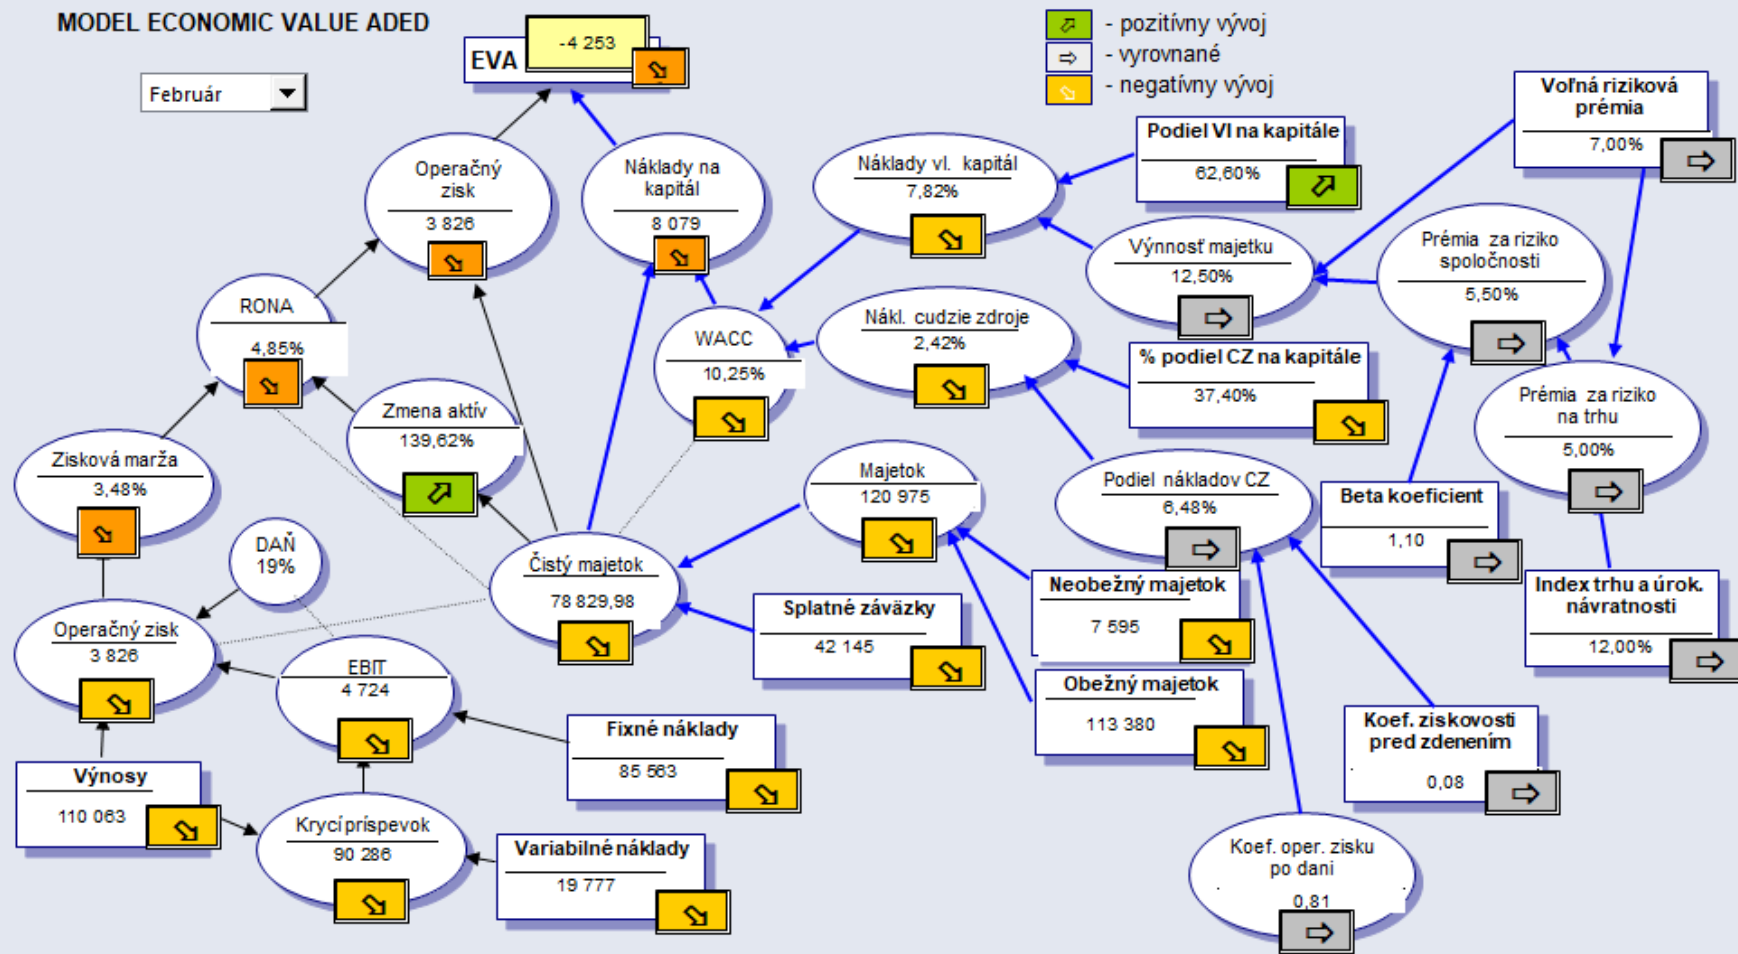 MODEL ECONOMIC VALUE ADED
Február
EVA
-4 253
- pozitívny vývoj
- vyrovnané
- negatívny vývoj
Voľná riziková
prémia
7,00%
Podiel VI na kapitále
62,60%
Operačný
zisk
3 826
Náklady na
kapitál
8 079
Náklady vl. kapitál
7,82%
Výnnosť majetku
12,50%
Prémia za riziko
spoločnosti
5,50%
RONA
4,85%
WACC
10,25%
Nákl. cudzie zdroje
2,42%
% podiel CZ na kapitále
37,40%
Prémia za riziko
na trhu
5,00%
Zmena aktív
139,62%
Zisková marža
3,48%
Majetok
120 975
Podiel nákladov CZ
6,48%
Beta koeficient
1,10
DAŇ
19%
Čistý majetok
78 829,98
Splatné záväzky
42 145
Neobežný majetok
7 595
Index trhu a úrok.
návratnosti
12,00%
Operačný zisk
3 826
EBIT
4 724
Obežný majetok
113 380
Fixné náklady
85 563
Koef. ziskovosti
pred zdenením
0,08
Výnosy
110 063
Krycí príspevok
90 286
Variabilné náklady
19 777
Koef. oper. zisku
po dani
0,81